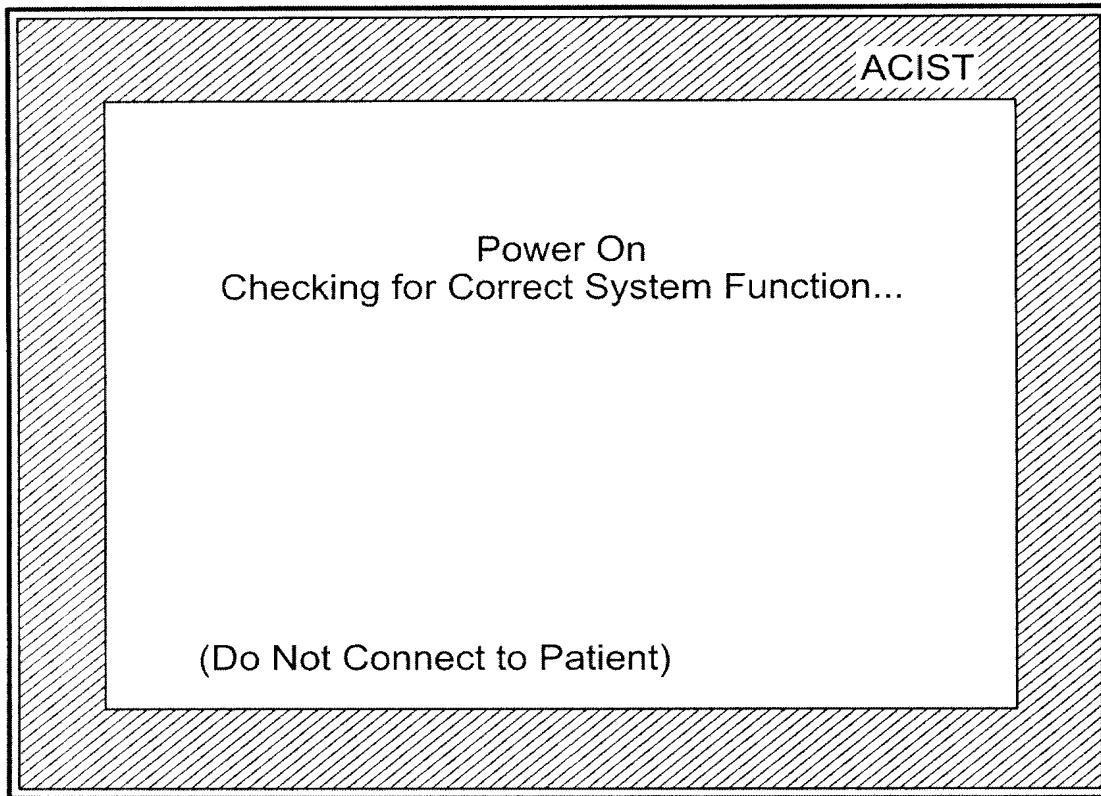 ACIST
Power On
Checking for Correct System Function...
(Do Not Connect to Patient)